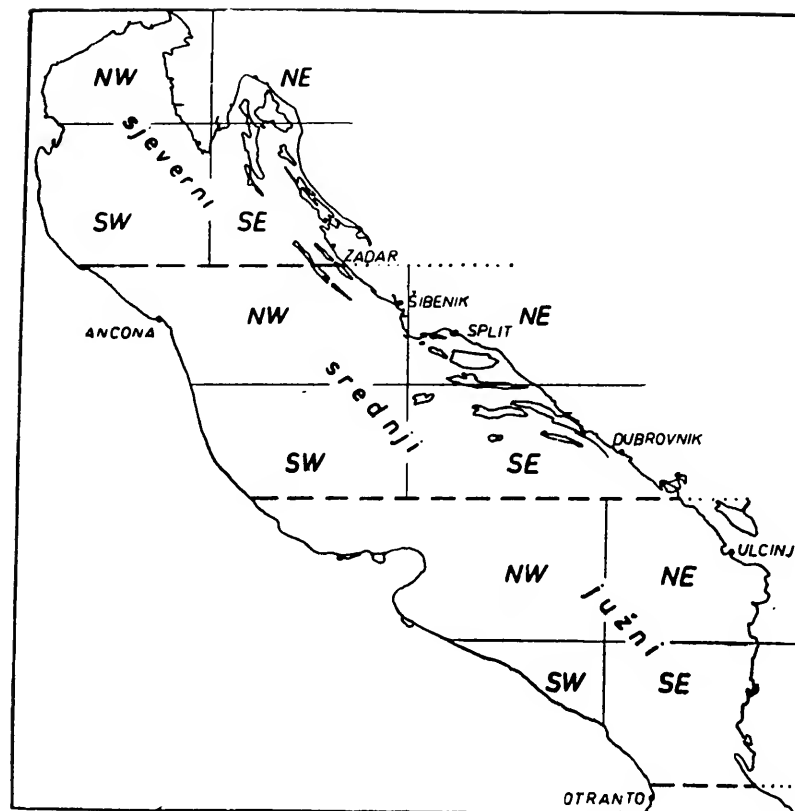 NW
NE
sjeverni
SW
SE
ZADAR
ŠIBENIK
NW
NE
SPLIT
ANCONA
srednji
DUBROVNIK
SW
SE
ULCINJ
NW
NE
južni
SW
SE
OTRANTO